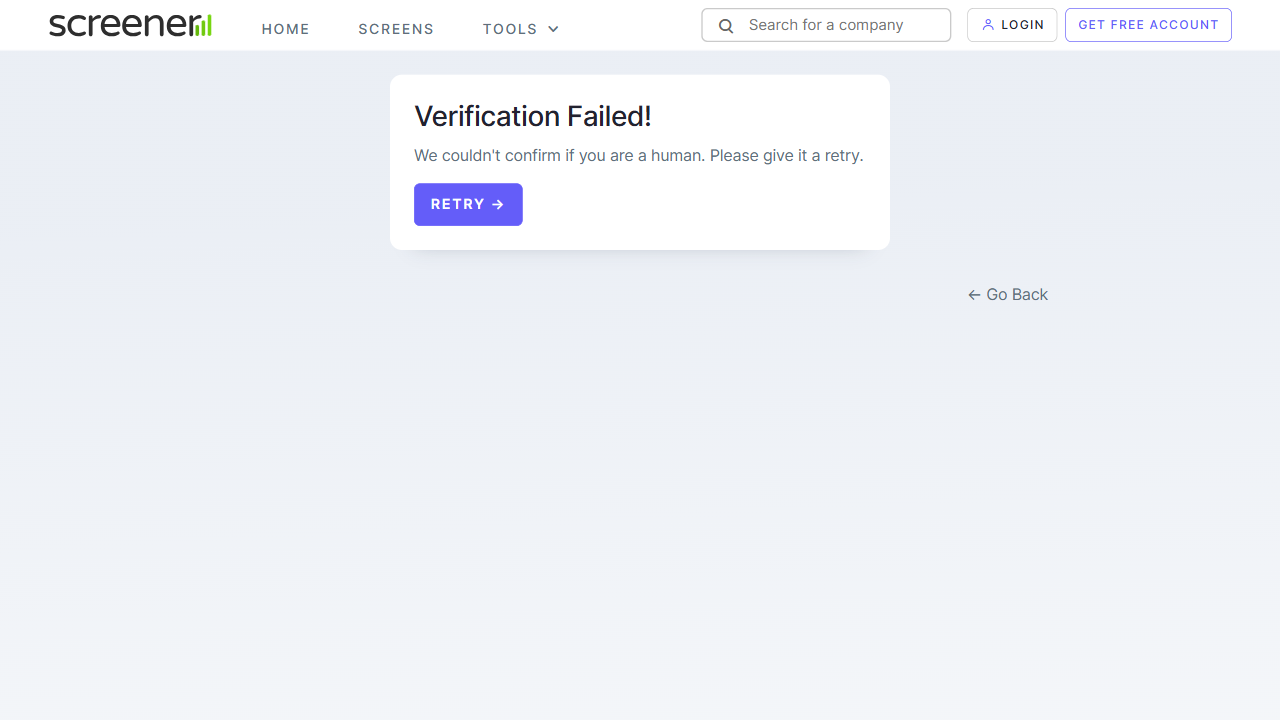 screener
HOME
SCREENS
TOOLS
Search for a company
LOGIN
GET FREE ACCOUNT
Verification Failed!
We couldn't confirm if you are a human. Please give it a retry.
RETRY →
← Go Back